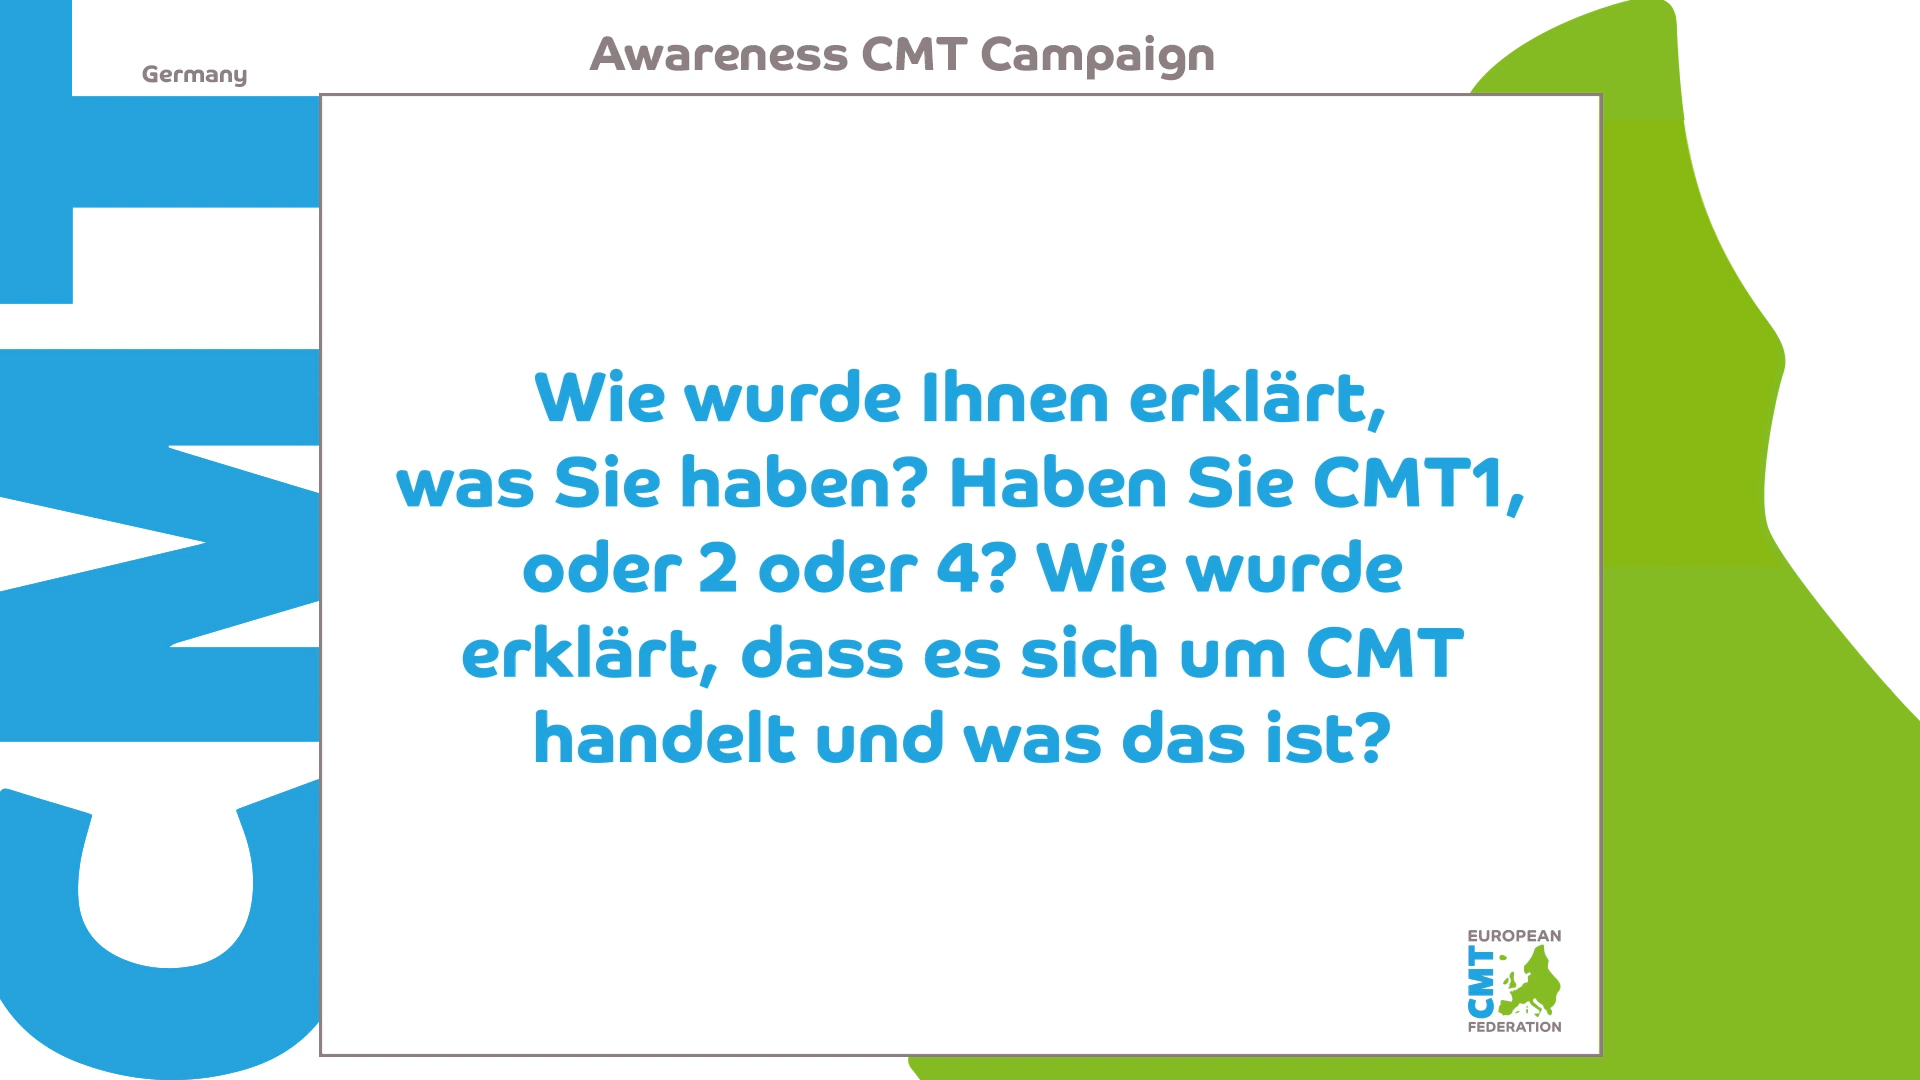 Awareness CMT Campaign
Germany
CMT
Wie wurde Ihnen erklärt,
was Sie haben? Haben Sie CMT1,
oder 2 oder 4? Wie wurde
erklärt, dass es sich um CMT
handelt und was das ist?
EUROPEAN
CMT
FEDERATION